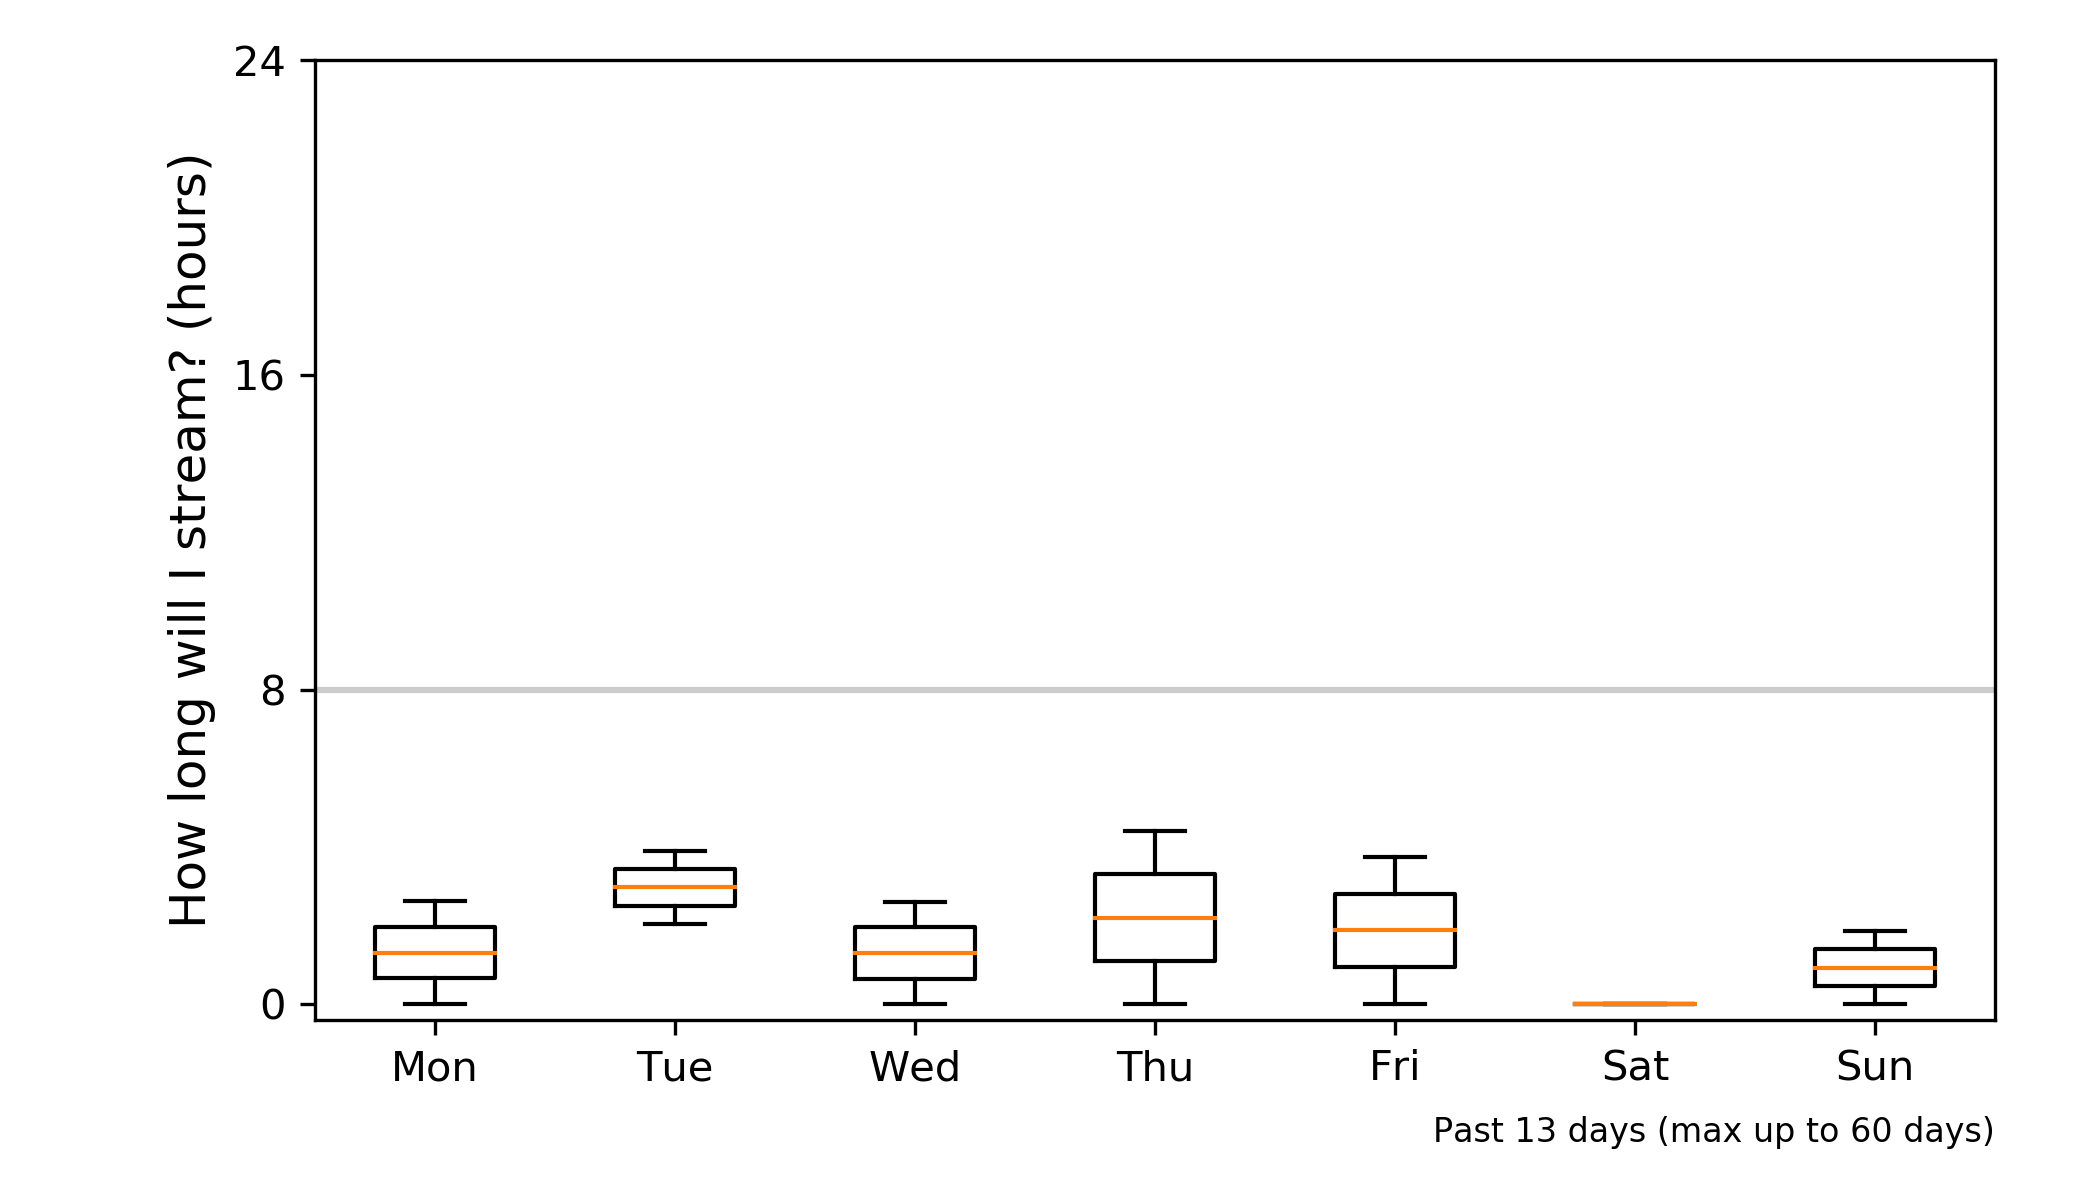 How long will I stream? (hours)
24
16
8
0
Mon Tue Wed Thu Fri Sat Sun
Past 13 days (max up to 60 days)